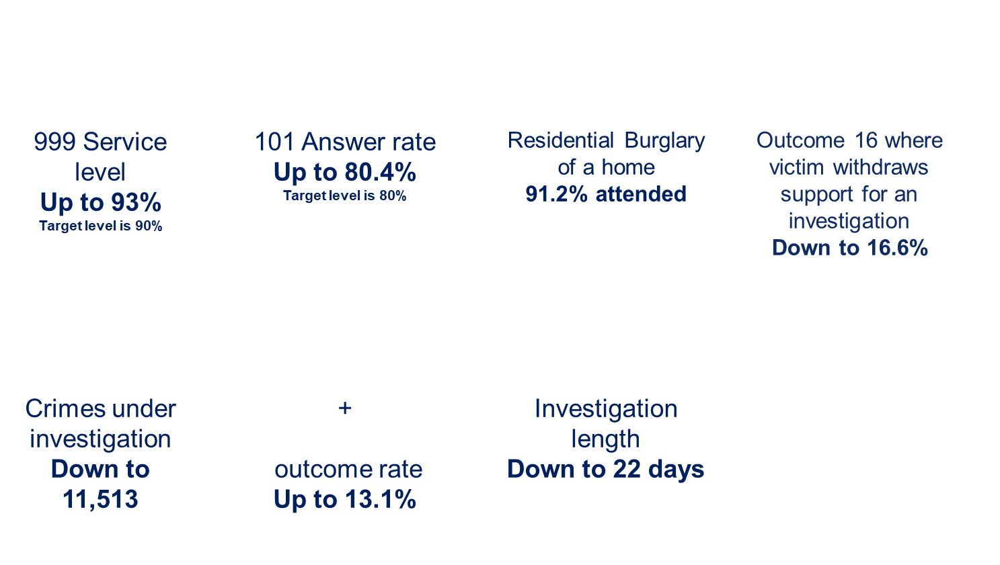 999 Service
level
Up to 93%
Target level is 90%
101 Answer rate
Up to 80.4%
Target level is 80%
Residential Burglary
of a home
91.2% attended
Outcome 16 where
victim withdraws
support for an
investigation
Down to 16.6%
Crimes under
investigation
Down to
11,513
+
outcome rate
Up to 13.1%
Investigation
length
Down to 22 days